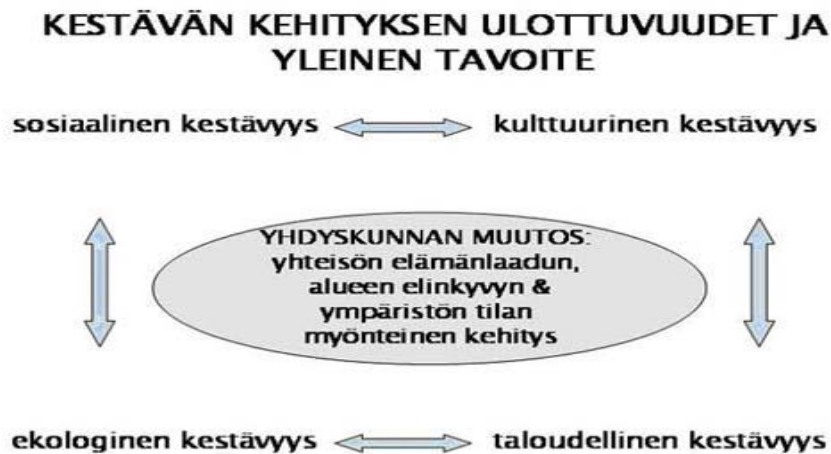 KESTÄVÄN KEHITYKSEN ULOTTUVUUDET JA
YLEINEN TAVOITE
sosiaalinen kestävyys
kulttuurinen kestävyys
YHDYSKUNNAN MUUTOS:
yhteisön elämänlaadun,
alueen elinkyvyn &
ympäristön tilan
myönteinen kehitys
ekologinen kestävyys
taloudellinen kestävyys